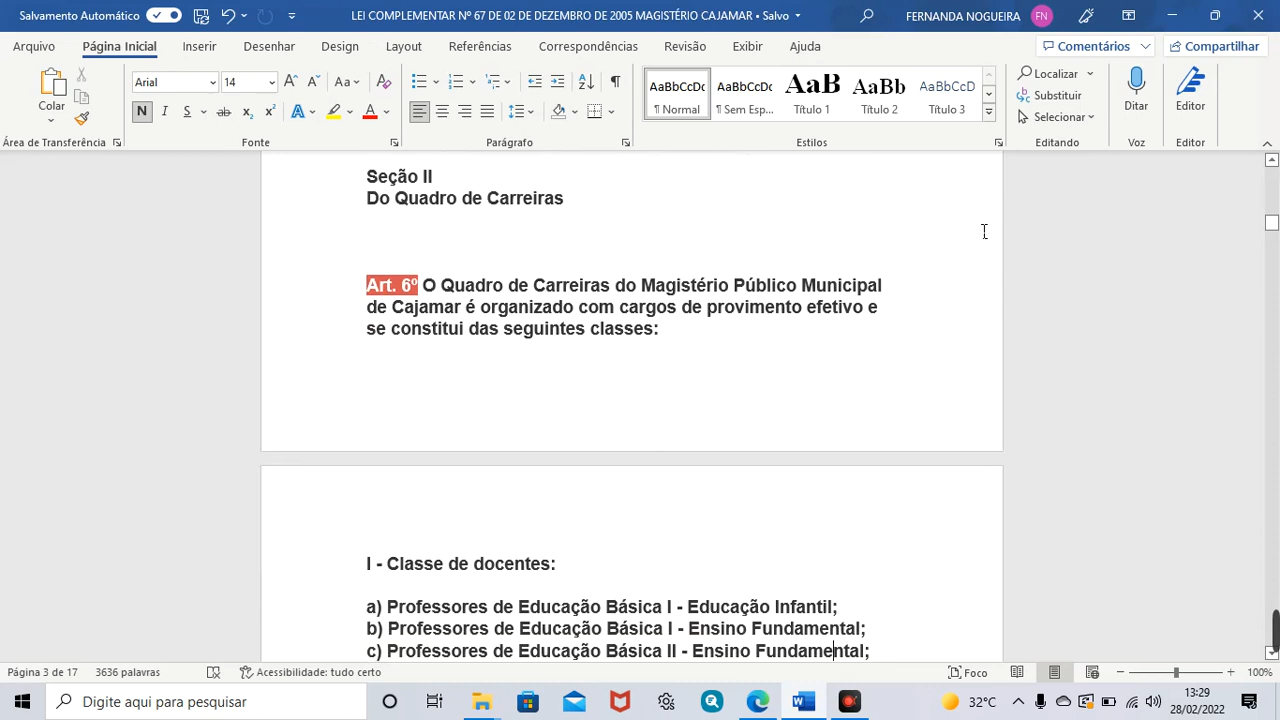 Salvamento Automático
LEI COMPLEMENTAR Nº 67 DE 02 DE DEZEMBRO DE 2005 MAGISTÉRIO CAJAMAR • Salvo
FERNANDA NOGUEIRA
FN
Arquivo
Página Inicial
Inserir
Desenhar
Design
Layout
Referências
Correspondências
Revisão
Exibir
Ajuda
Comentários
Compartilhar
Colar
Arial
14
Aa
N
I
S
ab
x₂
x²
A
A
AaBbCcDc
AaBbCcDc
AaB
AaBb
AaBbCcD
¶ Normal
¶ Sem Esp...
Título 1
Título 2
Título 3
Localizar
Substituir
Selecionar
Ditar
Editor
Área de Transferência
Fonte
Parágrafo
Estilos
Editando
Voz
Editor
Seção II
Do Quadro de Carreiras
Art. 6º O Quadro de Carreiras do Magistério Público Municipal
de Cajamar é organizado com cargos de provimento efetivo e
se constitui das seguintes classes:
I - Classe de docentes:
a) Professores de Educação Básica I - Educação Infantil;
b) Professores de Educação Básica I - Ensino Fundamental;
c) Professores de Educação Básica II - Ensino Fundamental;
Página 3 de 17
3636 palavras
Acessibilidade: tudo certo
Foco
100%
Digite aqui para pesquisar
32°C
13:29
28/02/2022